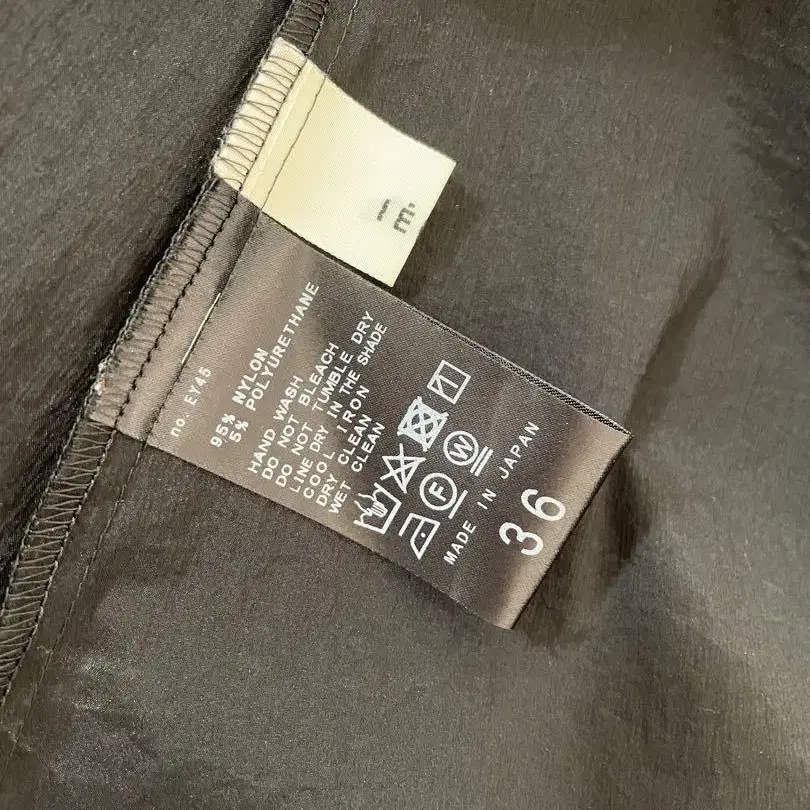 m.
no. EY45
95% NYLON
5% POLYURETHANE
HAND WASH
DO NOT BLEACH
DO NOT TUMBLE DRY
LINE DRY IN THE SHADE
COOL IRON
DRY CLEAN
WET CLEAN
F W
MADE IN JAPAN
36